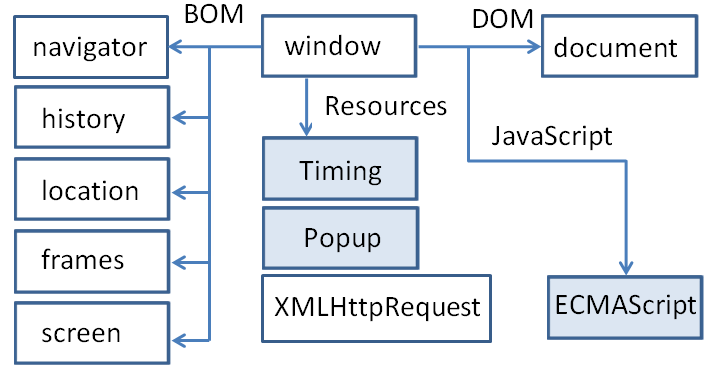 BOM
DOM
navigator
window
document
Resources
history
JavaScript
Timing
location
Popup
frames
XMLHttpRequest
ECMAScript
screen